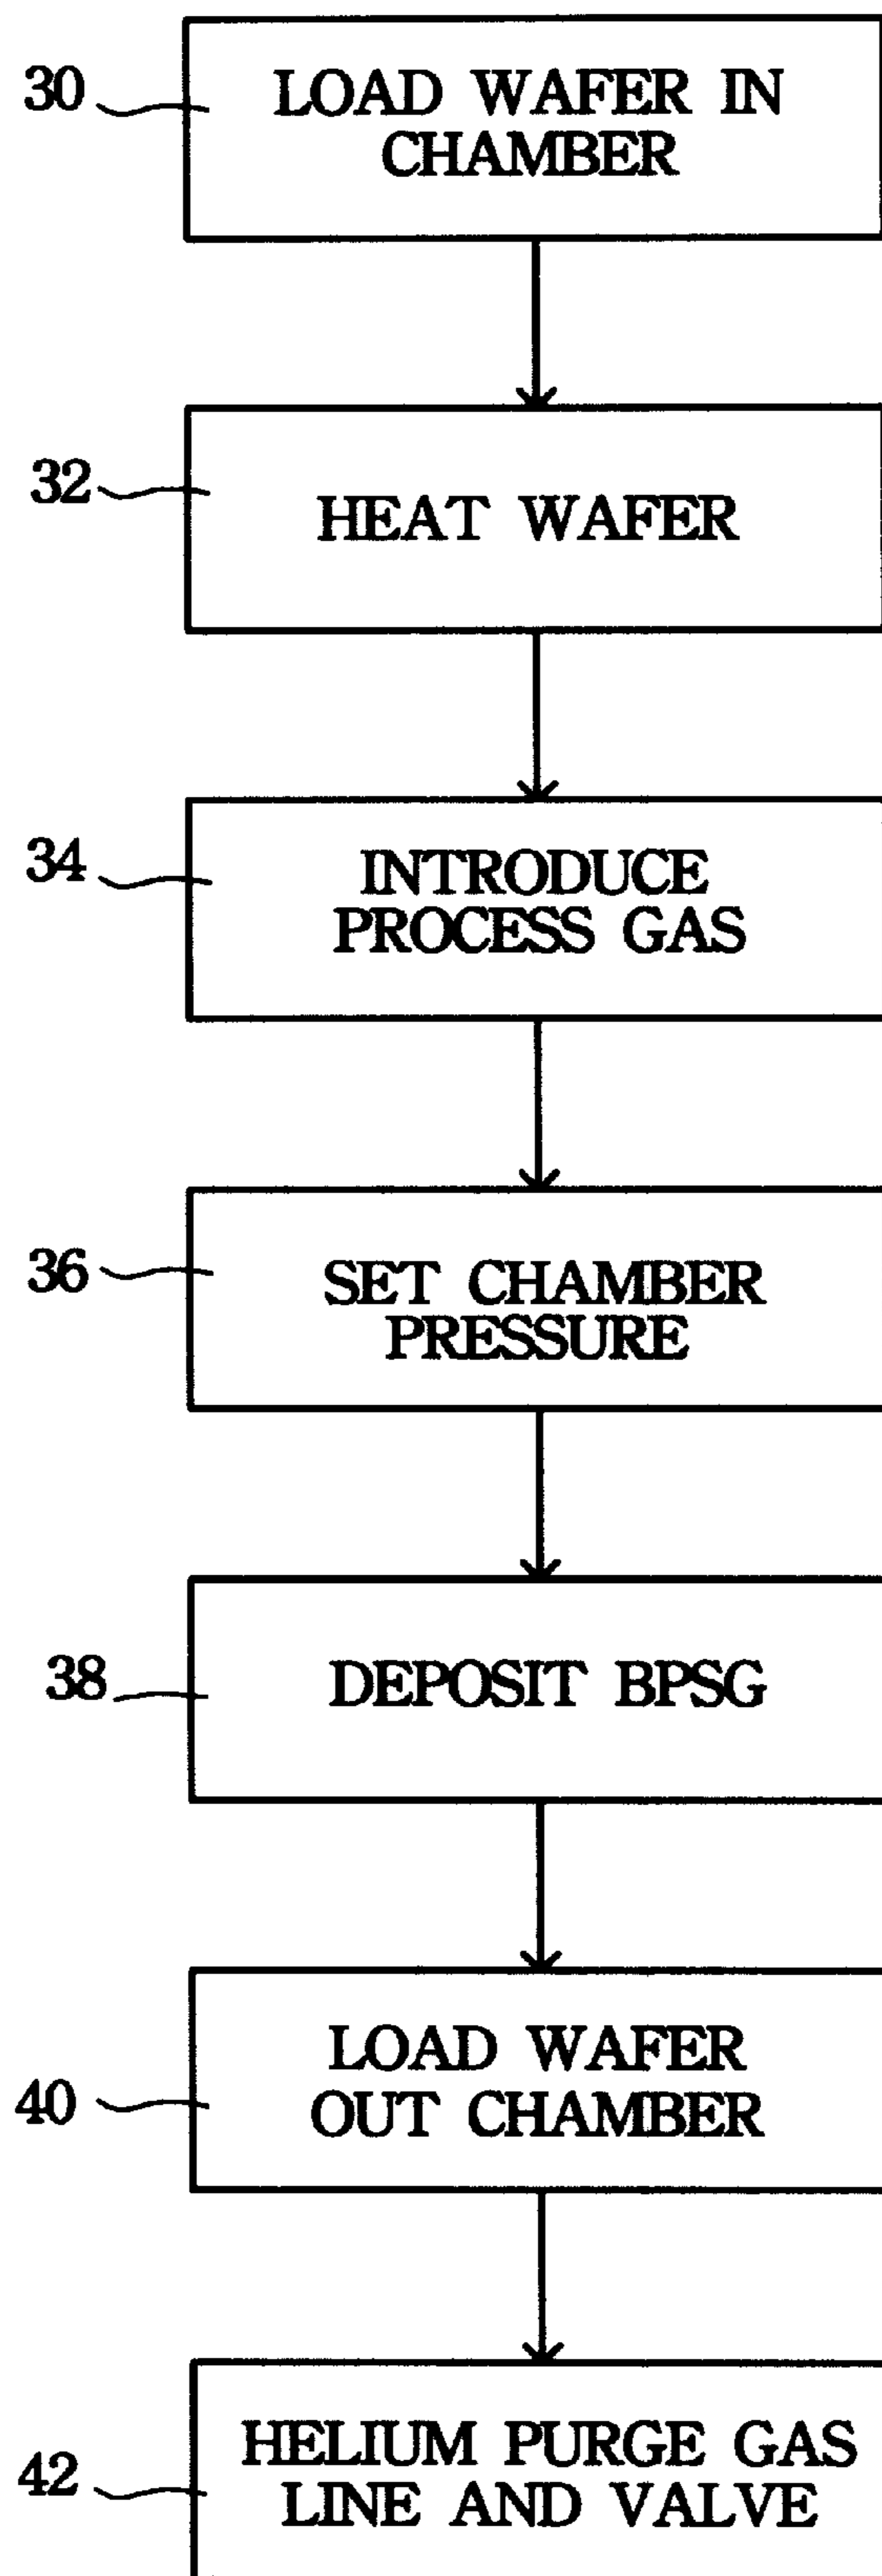 30
LOAD WAFER IN
CHAMBER
32
HEAT WAFER
34
INTRODUCE
PROCESS GAS
36
SET CHAMBER
PRESSURE
38
DEPOSIT BPSG
40
LOAD WAFER
OUT CHAMBER
42
HELIUM PURGE GAS
LINE AND VALVE